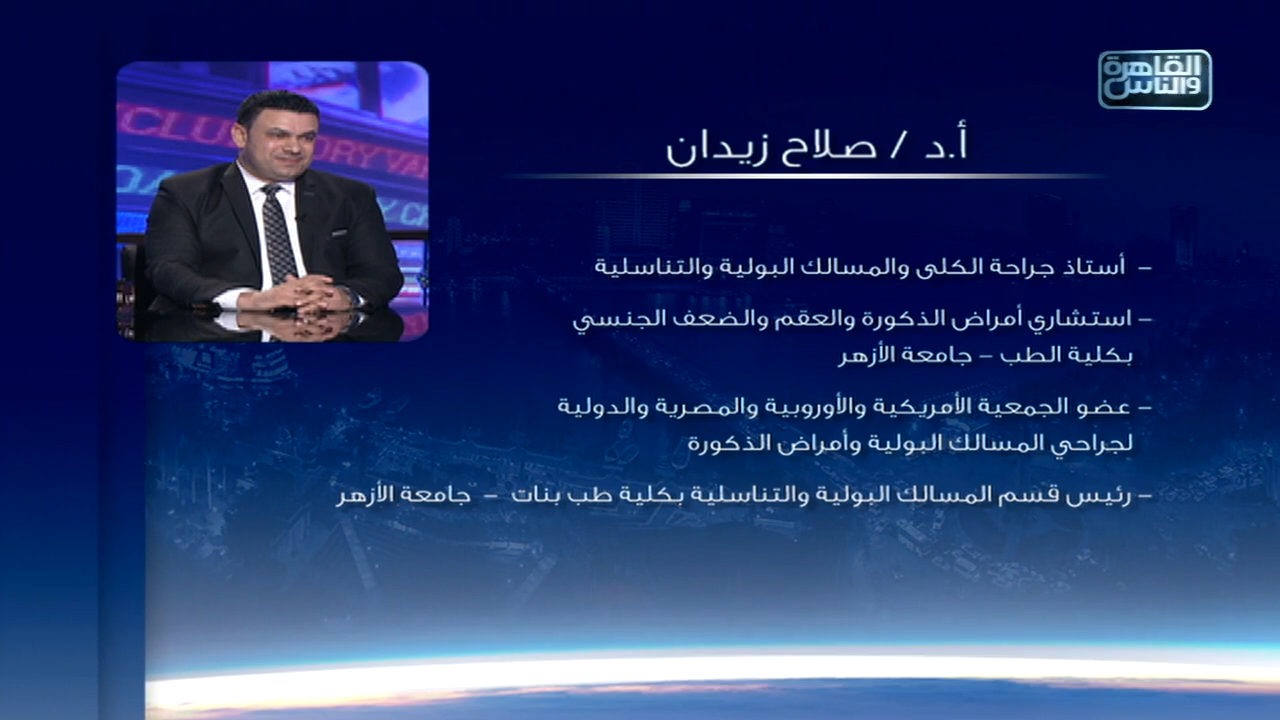 القاهرة
والناس
أ.د / صلاح زيدان
- أستاذ جراحة الكلى والمسالك البولية والتناسلية
- استشاري أمراض الذكورة والعقم والضعف الجنسي
بكلية الطب - جامعة الأزهر
- عضو الجمعية الأمريكية والأوروبية والمصرية والدولية
لجراحي المسالك البولية وأمراض الذكورة
- رئيس قسم المسالك البولية والتناسلية بكلية طب بنات - جامعة الأزهر